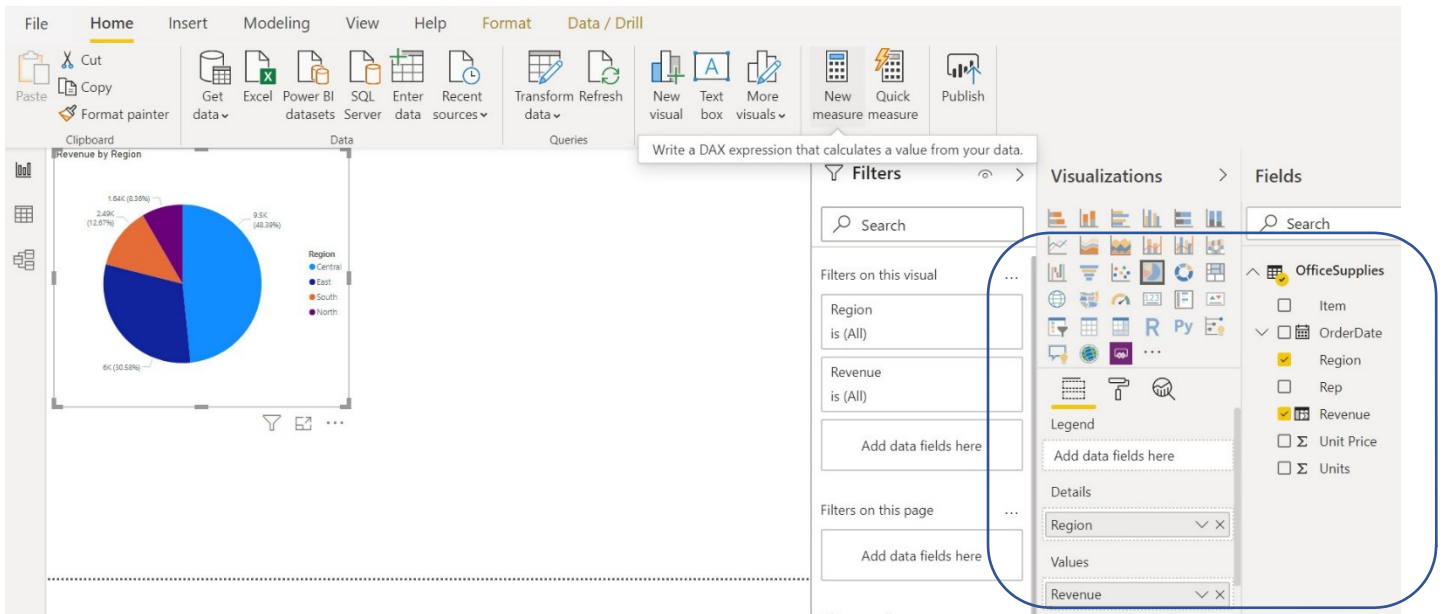 File Home Insert Modeling View Help Format Data / Drill
Paste
Cut
Copy
Format painter
Clipboard
Get data
Excel
Power BI datasets
SQL Server
Enter data
Recent sources
Data
Transform data
Refresh
Queries
New visual
Text box
More visuals
New measure
Quick measure
Publish
Write a DAX expression that calculates a value from your data.
Revenue by Region
1.64K (8.36%)
2.49K
(12.67%)
9.5K
(48.39%)
6K (30.58%)
Region
Central
East
South
North
Filters
Search
Filters on this visual ...
Region
is (All)
Revenue
is (All)
Add data fields here
Filters on this page ...
Add data fields here
Visualizations
123
R Py
...
Legend
Add data fields here
Details
Region
Values
Revenue
Fields
Search
OfficeSupplies
Item
OrderDate
Region
Rep
Revenue
Σ Unit Price
Σ Units